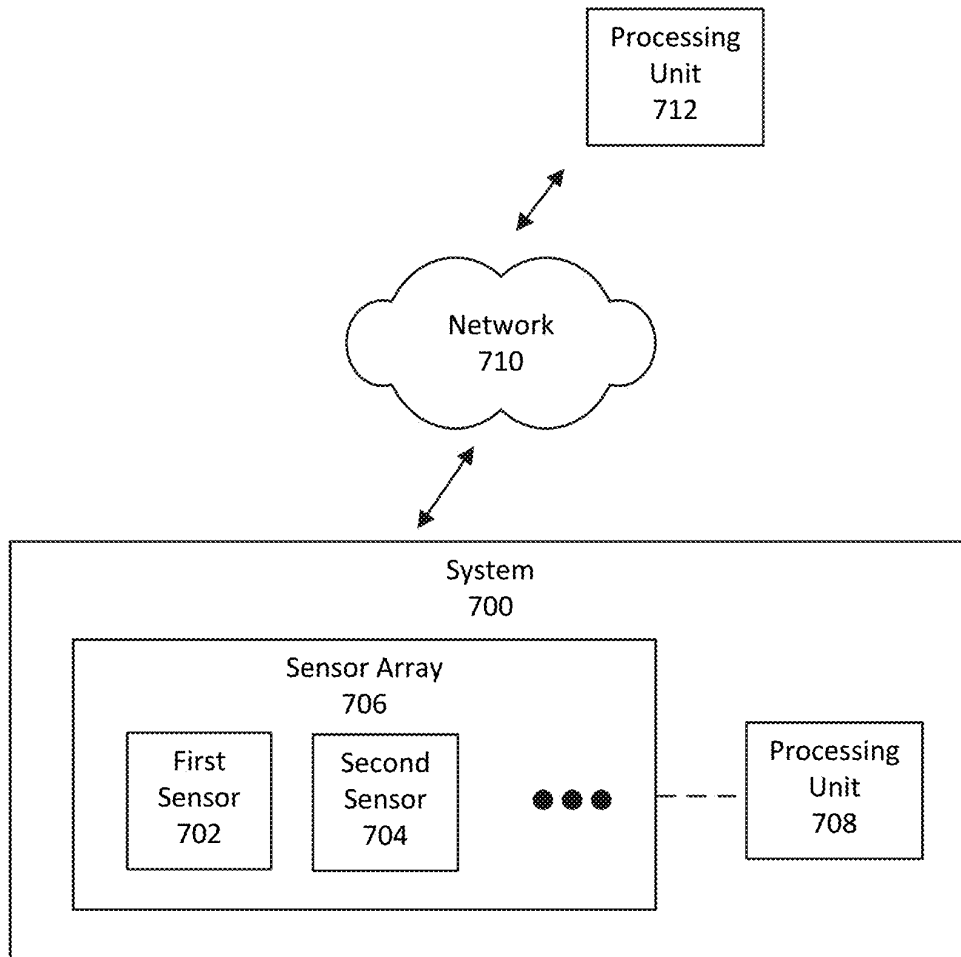 Processing
Unit
712
Network
710
System
700
Sensor Array
706
First
Sensor
702
Second
Sensor
704
Processing
Unit
708